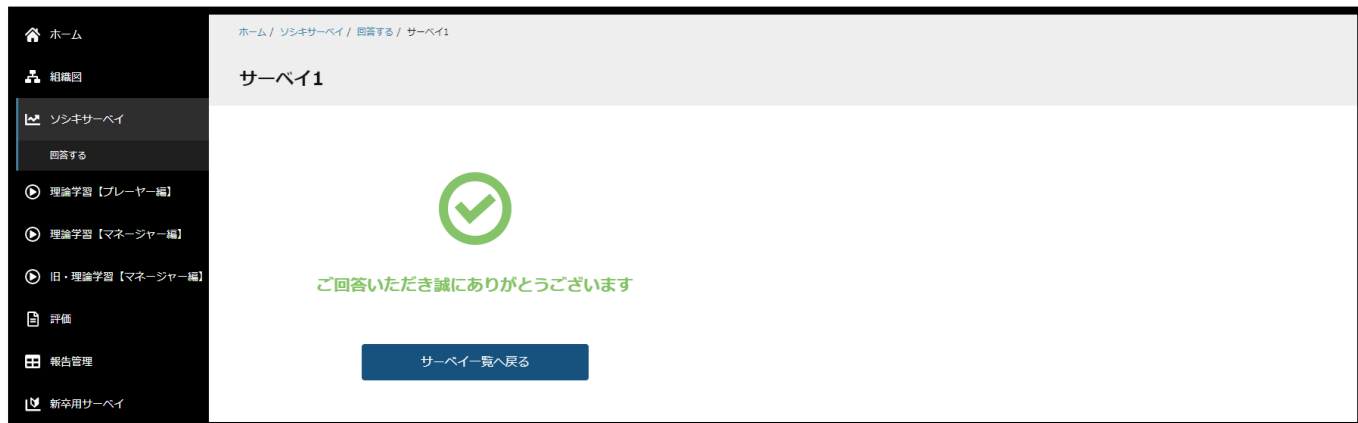 ホーム
組織図
ソシキサーベイ
回答する
理論学習【プレーヤー編】
理論学習【マネージャー編】
旧・理論学習【マネージャー編】
評価
報告管理
新卒用サーベイ
ホーム / ソシキサーベイ / 回答する / サーベイ1
サーベイ1
ご回答いただき誠にありがとうございます
サーベイ一覧へ戻る